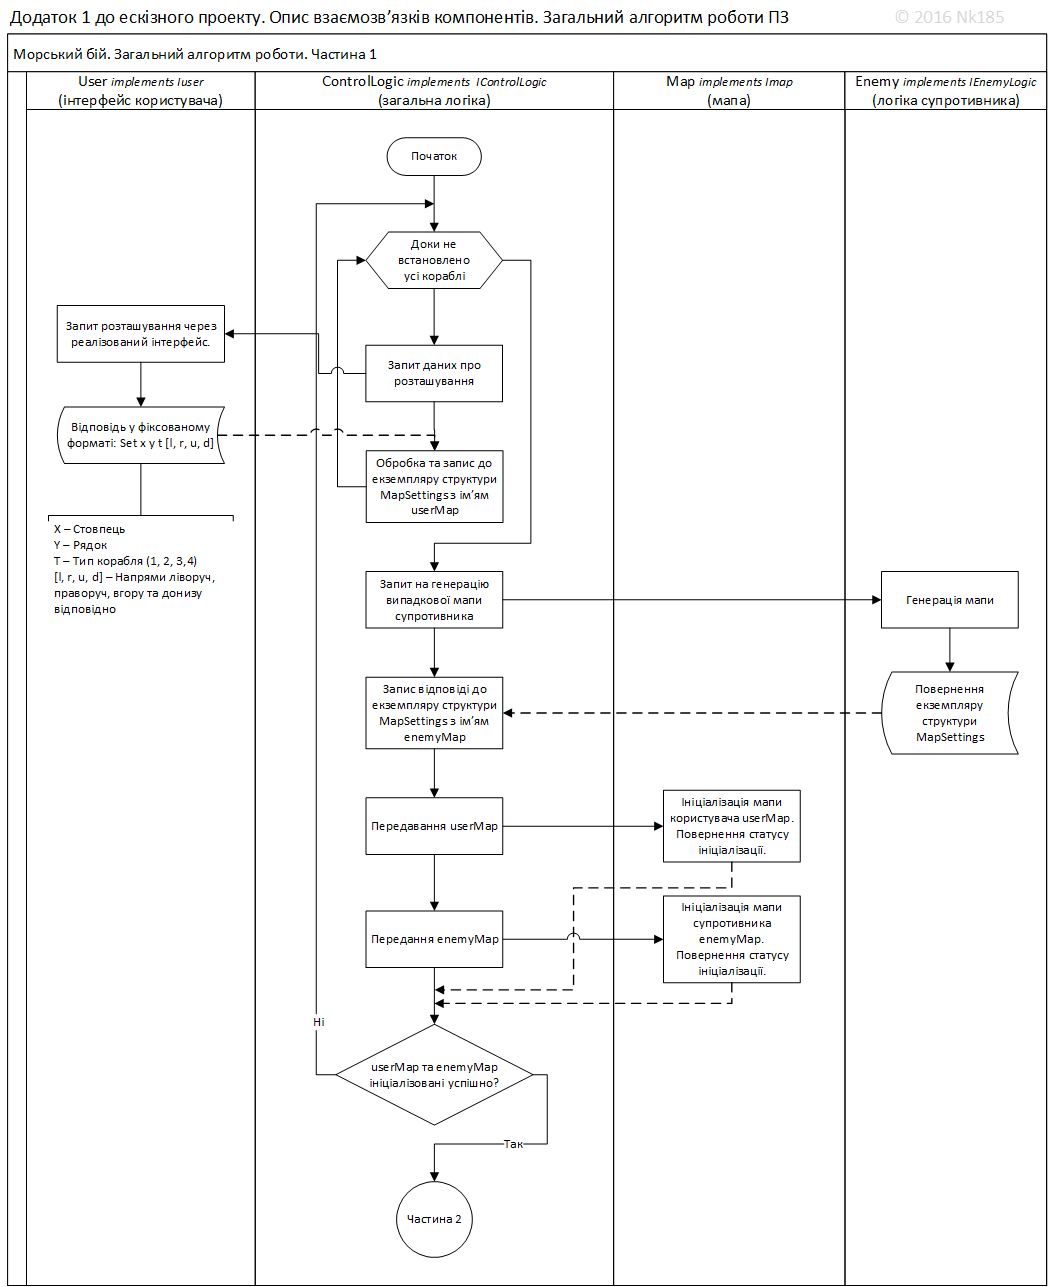 Додаток 1 до ескізного проекту. Опис взаємозв’язків компонентів. Загальний алгоритм роботи ПЗ
© 2016 Nk185
Морський бій. Загальний алгоритм роботи. Частина 1
User implements Iuser
(інтерфейс користувача)
ControlLogic implements IControlLogic
(загальна логіка)
Map implements Imap
(мапа)
Enemy implements IEnemyLogic
(логіка супротивника)
Початок
Доки не
встановлено
усі кораблі
Запит розташування через
реалізований інтерфейс.
Запит даних про
розташування
Відповідь у фіксованому
форматі: Set x y t [l, r, u, d]
Обробка та запис до
екземпляру структури
MapSettings з ім’ям
userMap
X – Стовпець
Y – Рядок
T – Тип корабля (1, 2, 3,4)
[l, r, u, d] – Напрями ліворуч,
праворуч, вгору та донизу
відповідно
Запит на генерацію
випадкової мапи
супротивника
Генерація мапи
Запис відповіді до
екземпляру структури
MapSettings з ім’ям
enemyMap
Повернення
екземпляру
структури
MapSettings
Передавання userMap
Ініціалізація мапи
користувача userMap.
Повернення статусу
ініціалізації.
Передання enemyMap
Ініціалізація мапи
супротивника
enemyMap.
Повернення статусу
ініціалізації.
Ні
userMap та enemyMap
ініціалізовані успішно?
Так
Частина 2